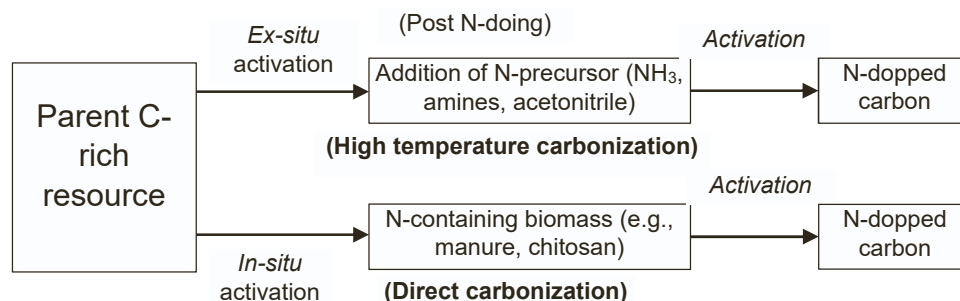 Ex-situ
activation
(Post N-doing)
Activation
Parent C-
rich
resource
Addition of N-precursor (NH₃,
amines, acetonitrile)
N-dopped
carbon
(High temperature carbonization)
Activation
N-containing biomass (e.g.,
manure, chitosan)
N-dopped
carbon
In-situ
activation
(Direct carbonization)